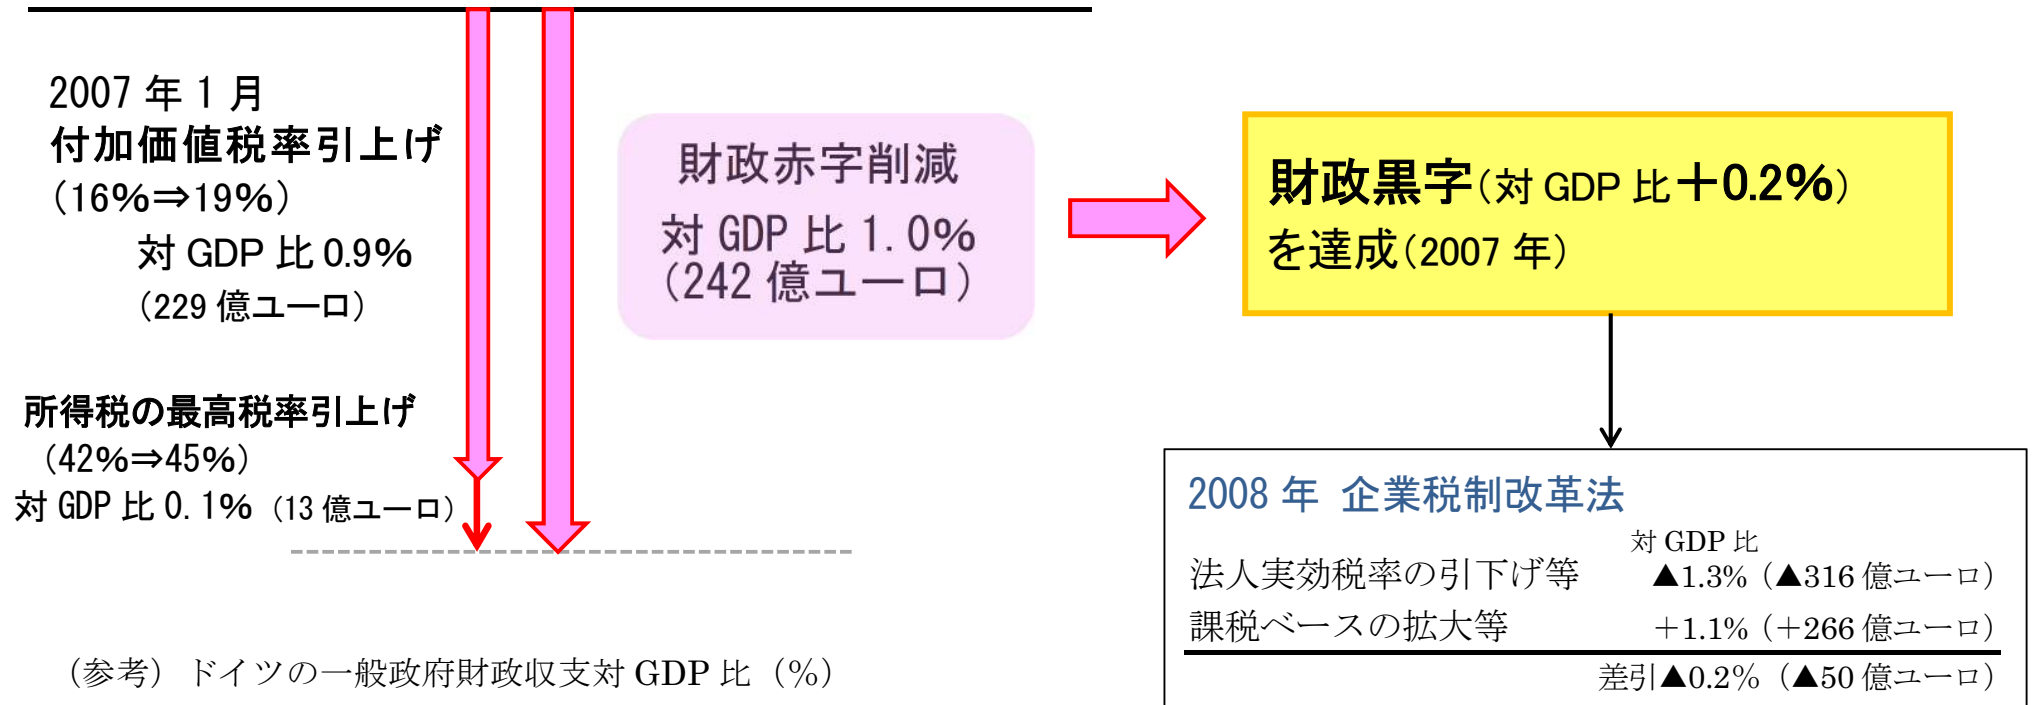 2007 年 1 月
付加価値税率引上げ
（16%⇒19%）
対 GDP 比 0.9%
（229 億ユーロ）
所得税の最高税率引上げ
（42%⇒45%）
対 GDP 比 0.1%（13 億ユーロ）
財政赤字削減
対 GDP 比 1.0%
（242 億ユーロ）
財政黒字（対 GDP 比＋0.2%）
を達成（2007 年）
2008 年 企業税制改革法
対 GDP 比
法人実効税率の引下げ等 ▲1.3%（▲316 億ユーロ）
課税ベースの拡大等 ＋1.1%（＋266 億ユーロ）
差引▲0.2%（▲50 億ユーロ）
（参考）ドイツの一般政府財政収支対 GDP 比（%）